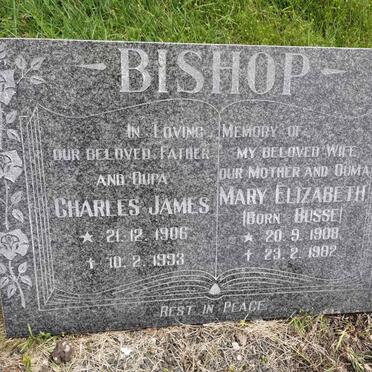 BISHOP
IN LOVING MEMORY OF
OUR BELOVED FATHER
AND OUPA
CHARLES JAMES
★ 21.12.1906
† 10.2.1993
MY BELOVED WIFE
OUR MOTHER AND OUMA
MARY ELIZABETH
(BORN BUSSE)
★ 20.9.1908
† 23.2.1982
REST IN PEACE